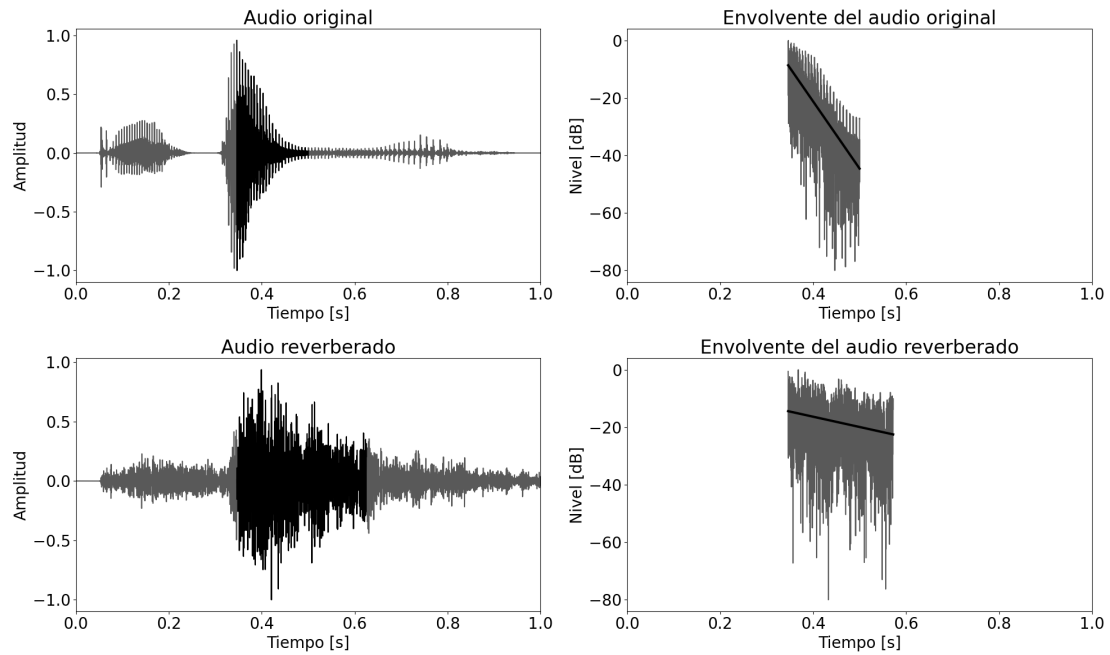 Audio original
Amplitud
1.0
0.5
0.0
−0.5
−1.0
0.0 0.2 0.4 0.6 0.8 1.0
Tiempo [s]
Envolvente del audio original
Nivel [dB]
0
−20
−40
−60
−80
0.0 0.2 0.4 0.6 0.8 1.0
Tiempo [s]
Audio reverberado
Amplitud
1.0
0.5
0.0
−0.5
−1.0
0.0 0.2 0.4 0.6 0.8 1.0
Tiempo [s]
Envolvente del audio reverberado
Nivel [dB]
0
−20
−40
−60
−80
0.0 0.2 0.4 0.6 0.8 1.0
Tiempo [s]